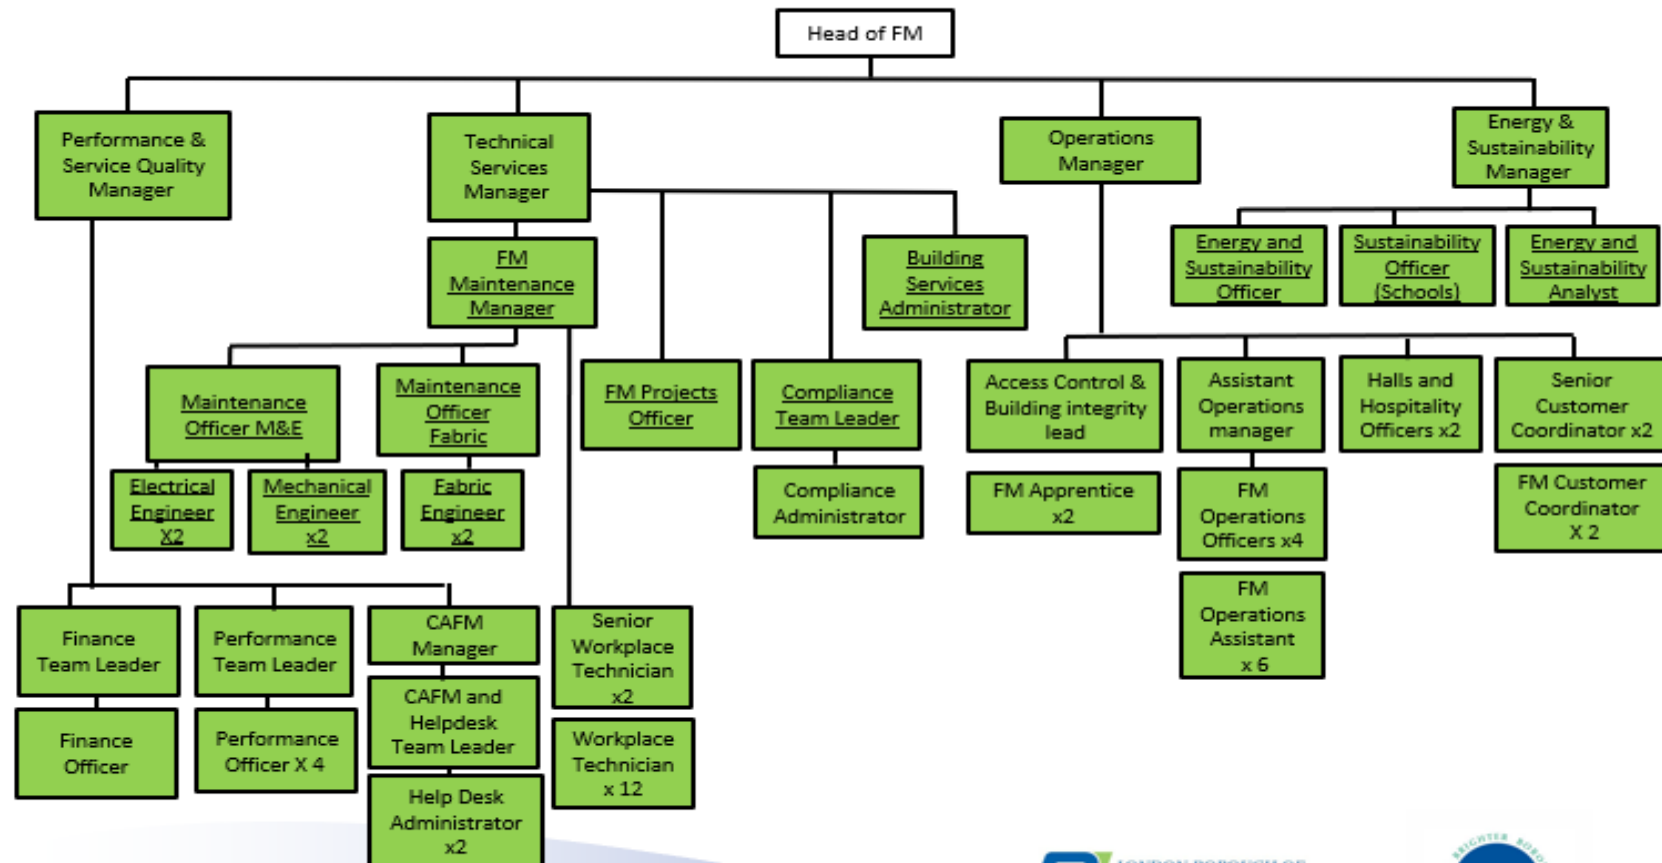 Head of FM
Performance &
Service Quality
Manager
Technical
Services
Manager
Operations
Manager
Energy &
Sustainability
Manager
FM
Maintenance
Manager
Building
Services
Administrator
Energy and
Sustainability
Officer
Sustainability
Officer
(Schools)
Energy and
Sustainability
Analyst
Maintenance
Officer M&E
Maintenance
Officer
Fabric
FM Projects
Officer
Compliance
Team Leader
Access Control &
Building integrity
lead
Assistant
Operations
manager
Halls and
Hospitality
Officers x2
Senior
Customer
Coordinator x2
Electrical
Engineer
X2
Mechanical
Engineer
x2
Fabric
Engineer
x2
Compliance
Administrator
FM Apprentice
x2
FM
Operations
Officers x4
FM Customer
Coordinator
X 2
FM
Operations
Assistant
x 6
Finance
Team Leader
Performance
Team Leader
CAFM
Manager
Senior
Workplace
Technician
x2
Finance
Officer
Performance
Officer X 4
CAFM and
Helpdesk
Team Leader
Workplace
Technician
x 12
Help Desk
Administrator
x2
LONDON BOROUGH OF
BRIGHTER BORO